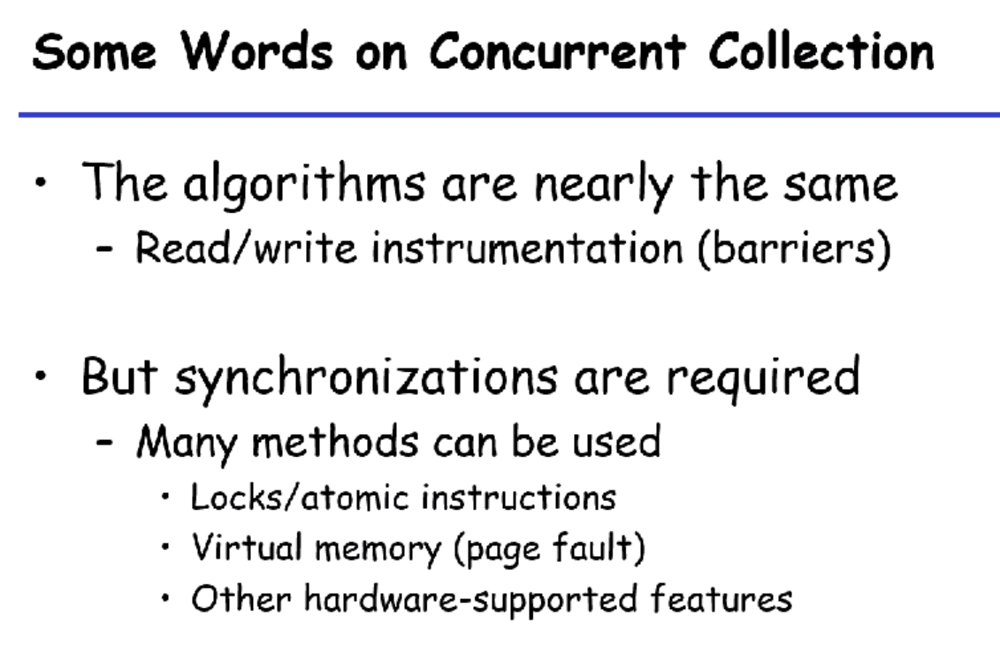 Some Words on Concurrent Collection
• The algorithms are nearly the same
– Read/write instrumentation (barriers)
• But synchronizations are required
– Many methods can be used
• Locks/atomic instructions
• Virtual memory (page fault)
• Other hardware-supported features